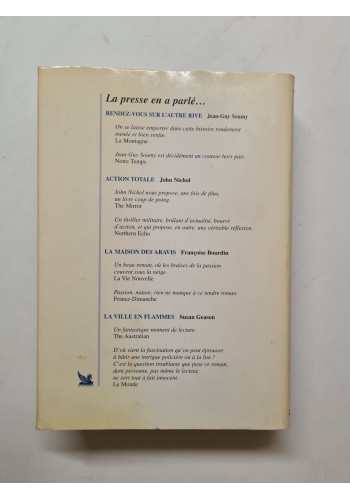 La presse en a parlé…
RENDEZ-VOUS SUR L'AUTRE RIVE Jean-Guy Soumy
On se laisse emporter dans cette histoire rondement
menée et bien sentie.
La Montagne
Jean-Guy Soumy est décidément un conteur hors pair
Notre Temps
ACTION TOTALE John Nichol
John Nichol nous propose, une fois de plus,
un livre coup de poing.
The Mirror
Un thriller militaire, brûlant d'actualité, bourré
d'action, et qui propose, en outre, une véritable réflexion.
Northern Echo
LA MAISON DES ARAVIS Françoise Bourdin
Un beau roman, où les braises de la passion
couvent sous la neige.
La Vie Nouvelle
Passion, nature, rien ne manque à ce tendre roman.
France-Dimanche
LA VILLE EN FLAMMES Susan Geason
Un fantastique moment de lecture.
The Australian
D'où vient la fascination qu'on peut éprouver
à bâtir une intrigue policière ou à la lire ?
C'est la question troublante que pose ce roman,
dont personne, pas même le lecteur,
ne sort tout à fait innocent.
Le Monde